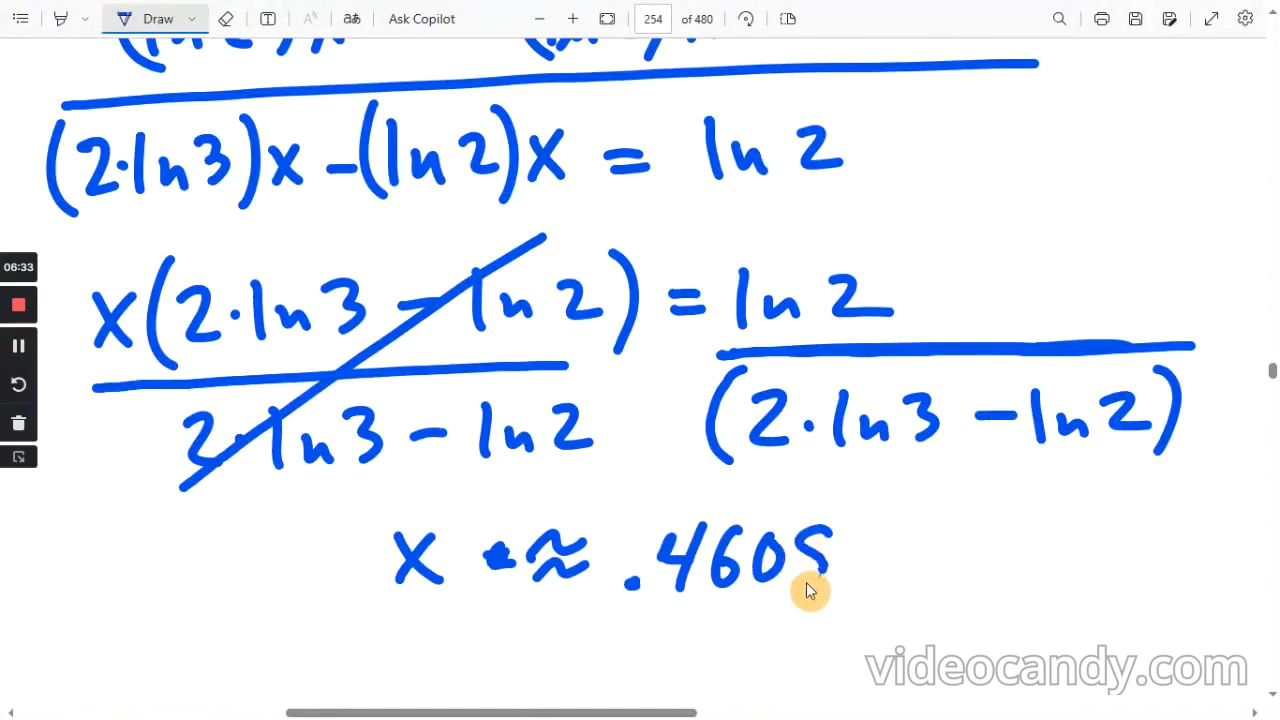 Draw
Ask Copilot
254 of 480
(2·ln3)x-(ln2)x = ln 2
06:33
x(2·ln3 - ln2) = ln 2
2·ln3 - ln2 (2·ln3 - ln2)
x ≈ .460
videocandy.com